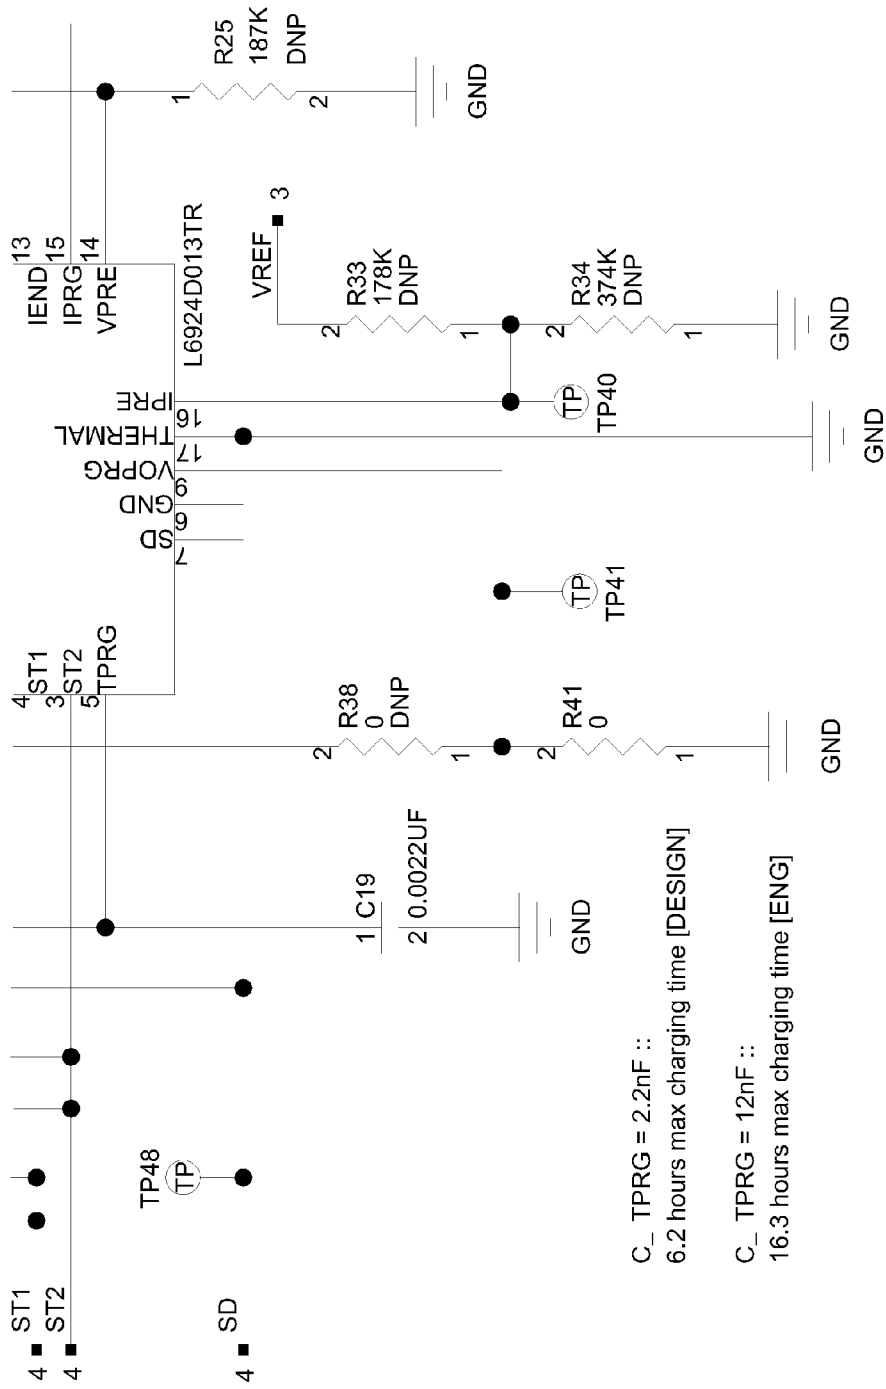 13
IEND
15
IPRG
14
VPRE
L6924D013TR
1
R25
187K
DNP
2
GND
VREF
3
2
R33
178K
DNP
1
2
R34
374K
DNP
1
GND
IPRE
16
THERMAL
17
VOPRG
9
GND
6
SD
7
TP
TP40
GND
TP
TP41
4
ST1
3
ST2
5
TPRG
2
R38
0
DNP
1
2
R41
0
1
GND
1 C19
2 0.0022UF
GND
TP48
TP
ST1
4
ST2
4
SD
4
C_ TPRG = 2.2nF ::
6.2 hours max charging time [DESIGN]
C_ TPRG = 12nF ::
16.3 hours max charging time [ENG]